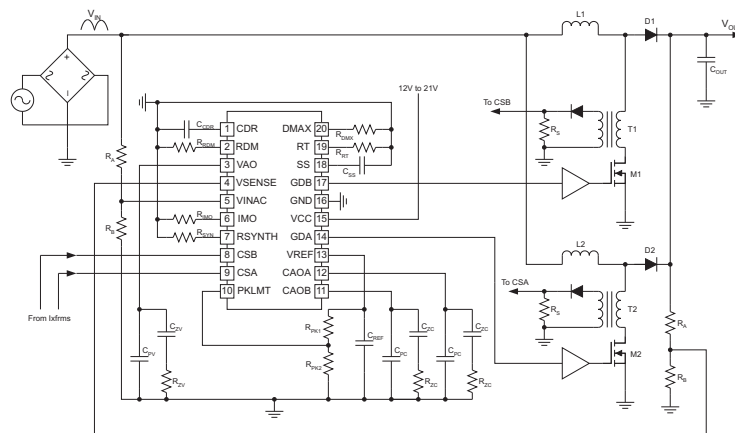 VIN
L1
D1
VOU
COUT
12V to 21V
To CSB
RS
T1
M1
CCDR
RRDM
RA
RB
RIMO
RSYN
1 CDR
2 RDM
3 VAO
4 VSENSE
5 VINAC
6 IMO
7 RSYNTH
8 CSB
9 CSA
10 PKLMT
DMAX 20
RT 19
SS 18
GDB 17
GND 16
VCC 15
GDA 14
VREF 13
CAOA 12
CAOB 11
RDMX
RRT
CSS
L2
D2
To CSA
RS
T2
M2
RA
RB
From Ixfrms
CZV
CPV
RZV
RPK1
RPK2
CREF
CPC
CZC
RZC
CPC
CZC
RZC